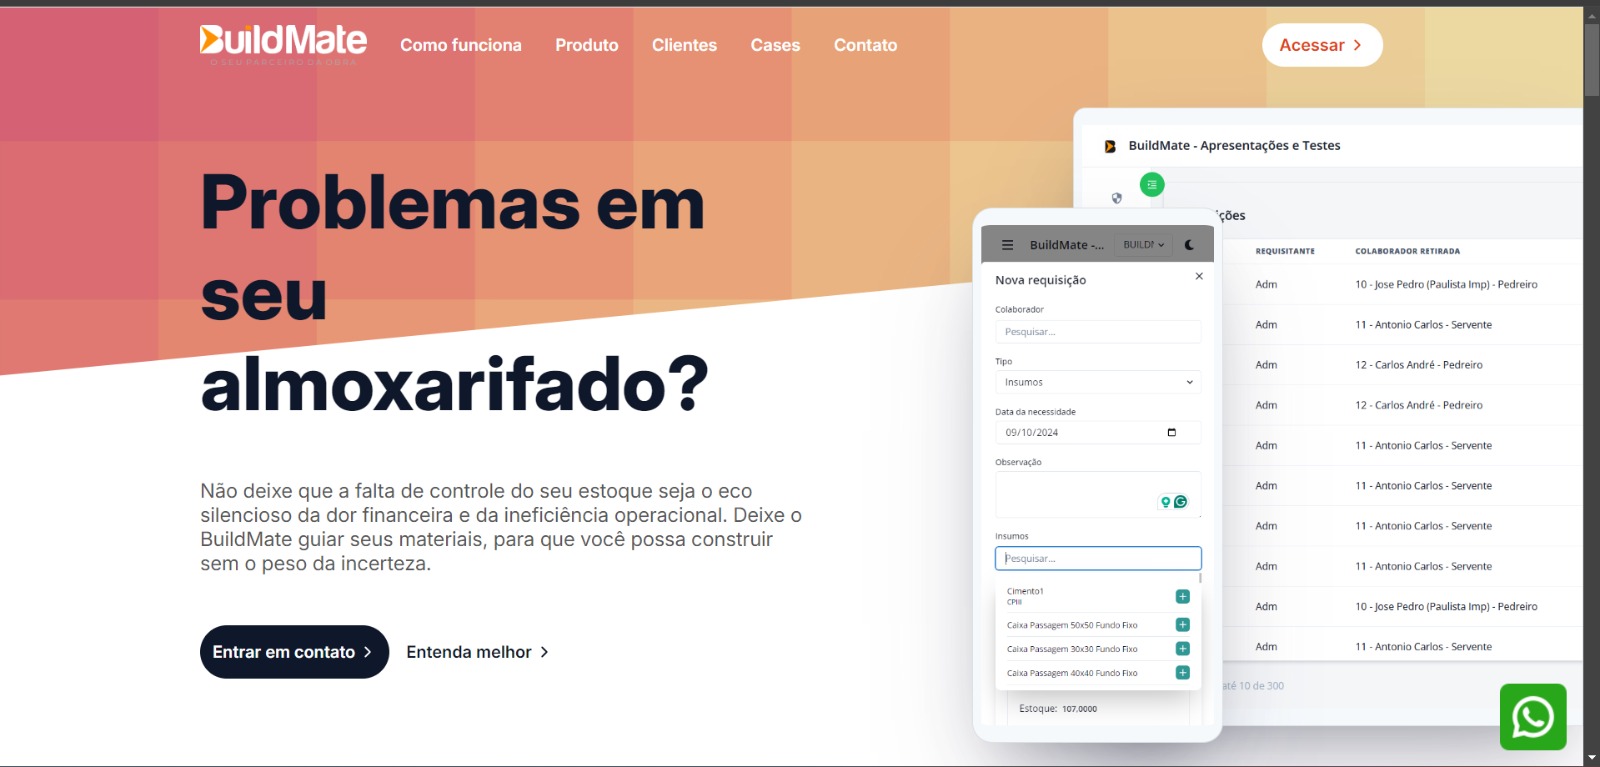 BuildMate
O SEU PARCEIRO DA OBRA
Como funciona
Produto
Clientes
Cases
Contato
Acessar
Problemas em
seu
almoxarifado?
Não deixe que a falta de controle do seu estoque seja o eco
silencioso da dor financeira e da ineficiência operacional. Deixe o
BuildMate guiar seus materiais, para que você possa construir
sem o peso da incerteza.
Entrar em contato
Entenda melhor
BuildMate - Apresentações e Testes
ções
REQUISITANTE COLABORADOR RETIRADA
Adm 10 - Jose Pedro (Paulista Imp) - Pedreiro
Adm 11 - Antonio Carlos - Servente
Adm 12 - Carlos André - Pedreiro
Adm 12 - Carlos André - Pedreiro
Adm 11 - Antonio Carlos - Servente
Adm 11 - Antonio Carlos - Servente
Adm 11 - Antonio Carlos - Servente
Adm 11 - Antonio Carlos - Servente
Adm 10 - Jose Pedro (Paulista Imp) - Pedreiro
Adm 11 - Antonio Carlos - Servente
até 10 de 300
BuildMate -...
BUILDM
Nova requisição
Colaborador
Pesquisar...
Tipo
Insumos
Data da necessidade
09/10/2024
Observação
Insumos
Pesquisar...
Cimento1
CPIII
Caixa Passagem 50x50 Fundo Fixo
Caixa Passagem 30x30 Fundo Fixo
Caixa Passagem 40x40 Fundo Fixo
Estoque: 107,0000